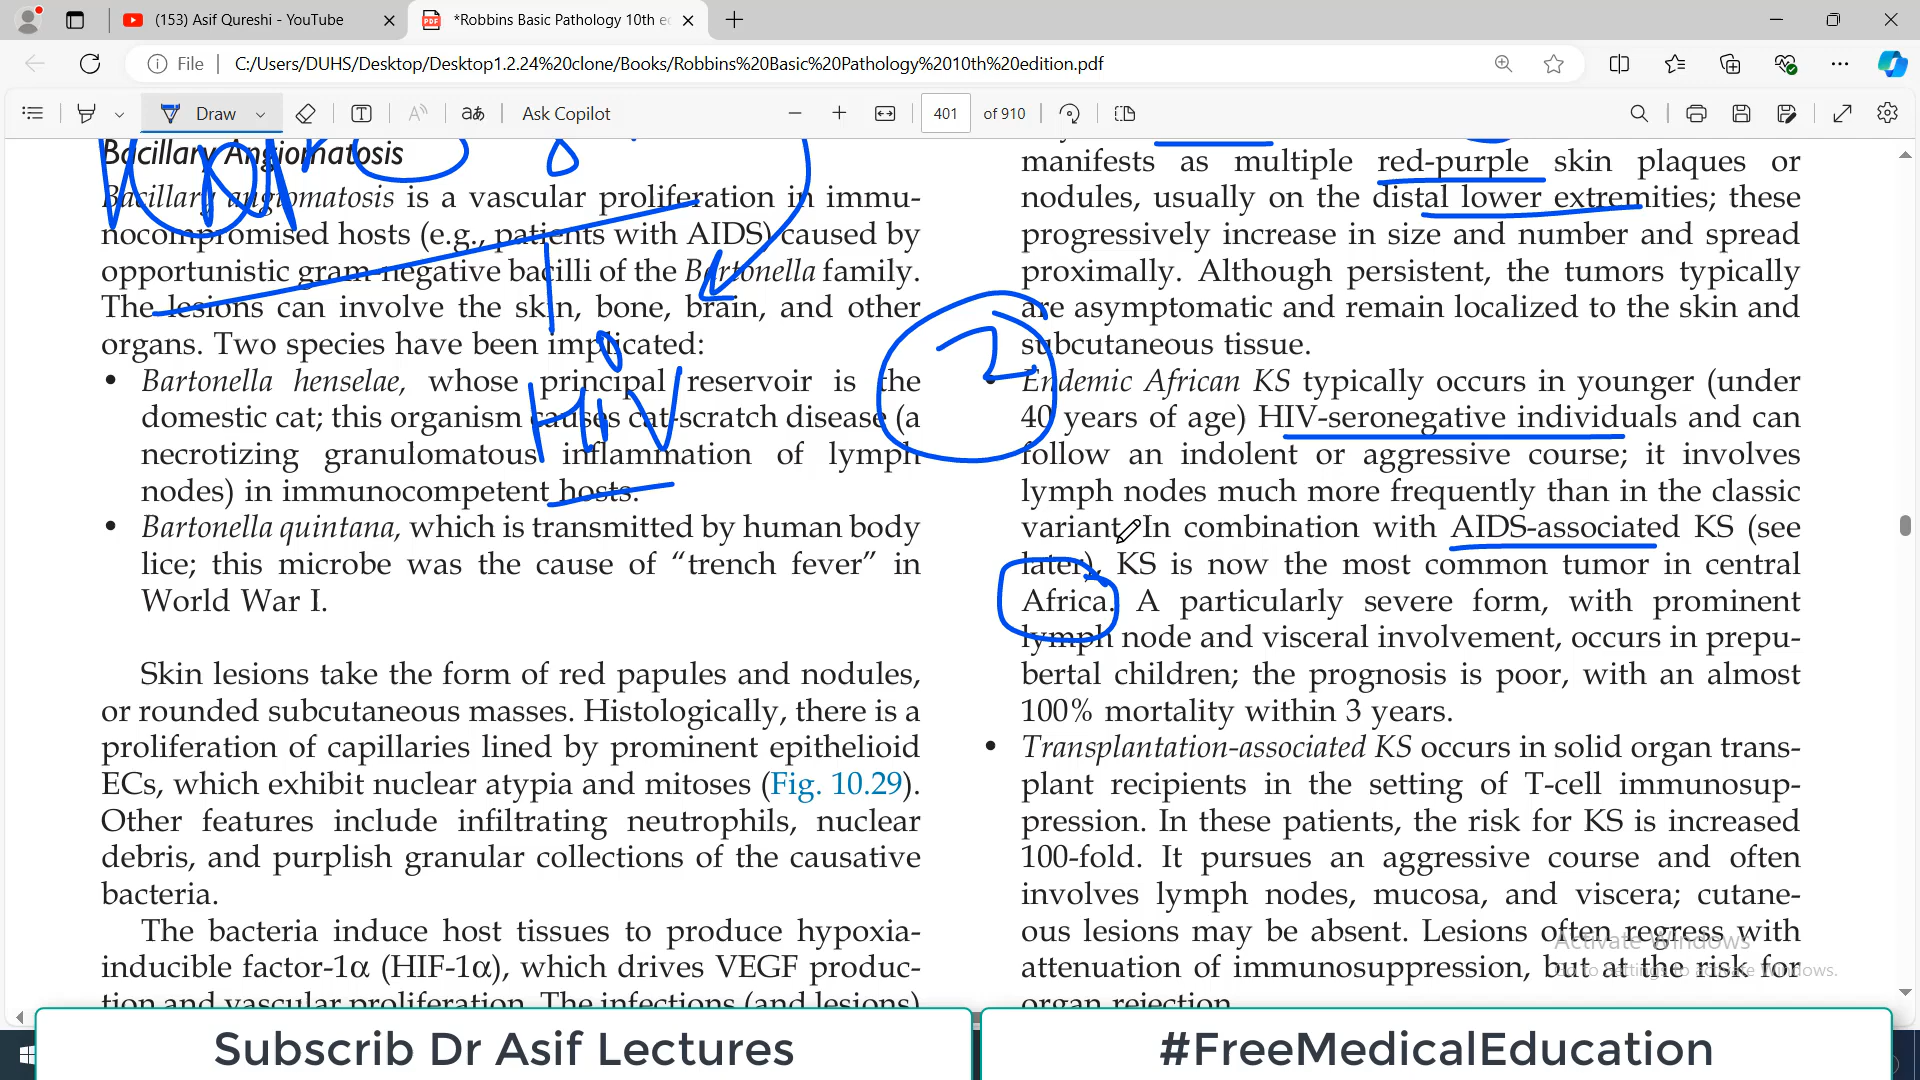 (153) Asif Qureshi - YouTube
*Robbins Basic Pathology 10th ed
File
C:/Users/DUHS/Desktop/Desktop1.2.24%20clone/Books/Robbins%20Basic%20Pathology%2010th%20edition.pdf
Draw
Ask Copilot
401 of 910
Bacillary Angiomatosis
Bacillary angiomatosis is a vascular proliferation in immu-
nocompromised hosts (e.g., patients with AIDS) caused by
opportunistic gram-negative bacilli of the Bartonella family.
The lesions can involve the skin, bone, brain, and other
organs. Two species have been implicated:
• Bartonella henselae, whose principal reservoir is the
domestic cat; this organism causes cat-scratch disease (a
necrotizing granulomatous inflammation of lymph
nodes) in immunocompetent hosts.
• Bartonella quintana, which is transmitted by human body
lice; this microbe was the cause of “trench fever” in
World War I.
Skin lesions take the form of red papules and nodules,
or rounded subcutaneous masses. Histologically, there is a
proliferation of capillaries lined by prominent epithelioid
ECs, which exhibit nuclear atypia and mitoses (Fig. 10.29).
Other features include infiltrating neutrophils, nuclear
debris, and purplish granular collections of the causative
bacteria.
The bacteria induce host tissues to produce hypoxia-
inducible factor-1α (HIF-1α), which drives VEGF produc-
tion and vascular proliferation. The infections (and lesions)
HiV
manifests as multiple red-purple skin plaques or
nodules, usually on the distal lower extremities; these
progressively increase in size and number and spread
proximally. Although persistent, the tumors typically
are asymptomatic and remain localized to the skin and
subcutaneous tissue.
2
• Endemic African KS typically occurs in younger (under
40 years of age) HIV-seronegative individuals and can
follow an indolent or aggressive course; it involves
lymph nodes much more frequently than in the classic
variant. In combination with AIDS-associated KS (see
later), KS is now the most common tumor in central
Africa. A particularly severe form, with prominent
lymph node and visceral involvement, occurs in prepu-
bertal children; the prognosis is poor, with an almost
100% mortality within 3 years.
• Transplantation-associated KS occurs in solid organ trans-
plant recipients in the setting of T-cell immunosup-
pression. In these patients, the risk for KS is increased
100-fold. It pursues an aggressive course and often
involves lymph nodes, mucosa, and viscera; cutane-
ous lesions may be absent. Lesions often regress with
attenuation of immunosuppression, but at the risk for
organ rejection.
Activate Windows
Go to Settings to activate Windows.
Subscrib Dr Asif Lectures
#FreeMedicalEducation